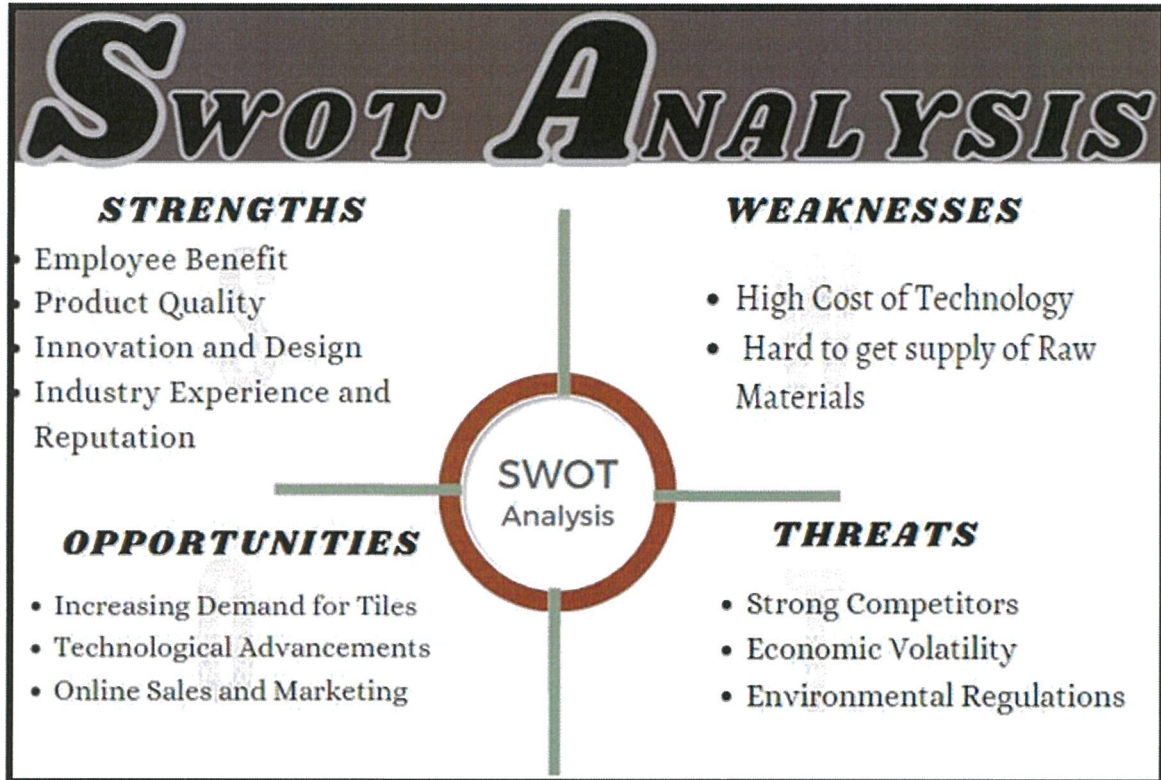 SWOT ANALYSIS
STRENGTHS
• Employee Benefit
• Product Quality
• Innovation and Design
• Industry Experience and
Reputation
WEAKNESSES
• High Cost of Technology
• Hard to get supply of Raw
Materials
SWOT
Analysis
OPPORTUNITIES
• Increasing Demand for Tiles
• Technological Advancements
• Online Sales and Marketing
THREATS
• Strong Competitors
• Economic Volatility
• Environmental Regulations